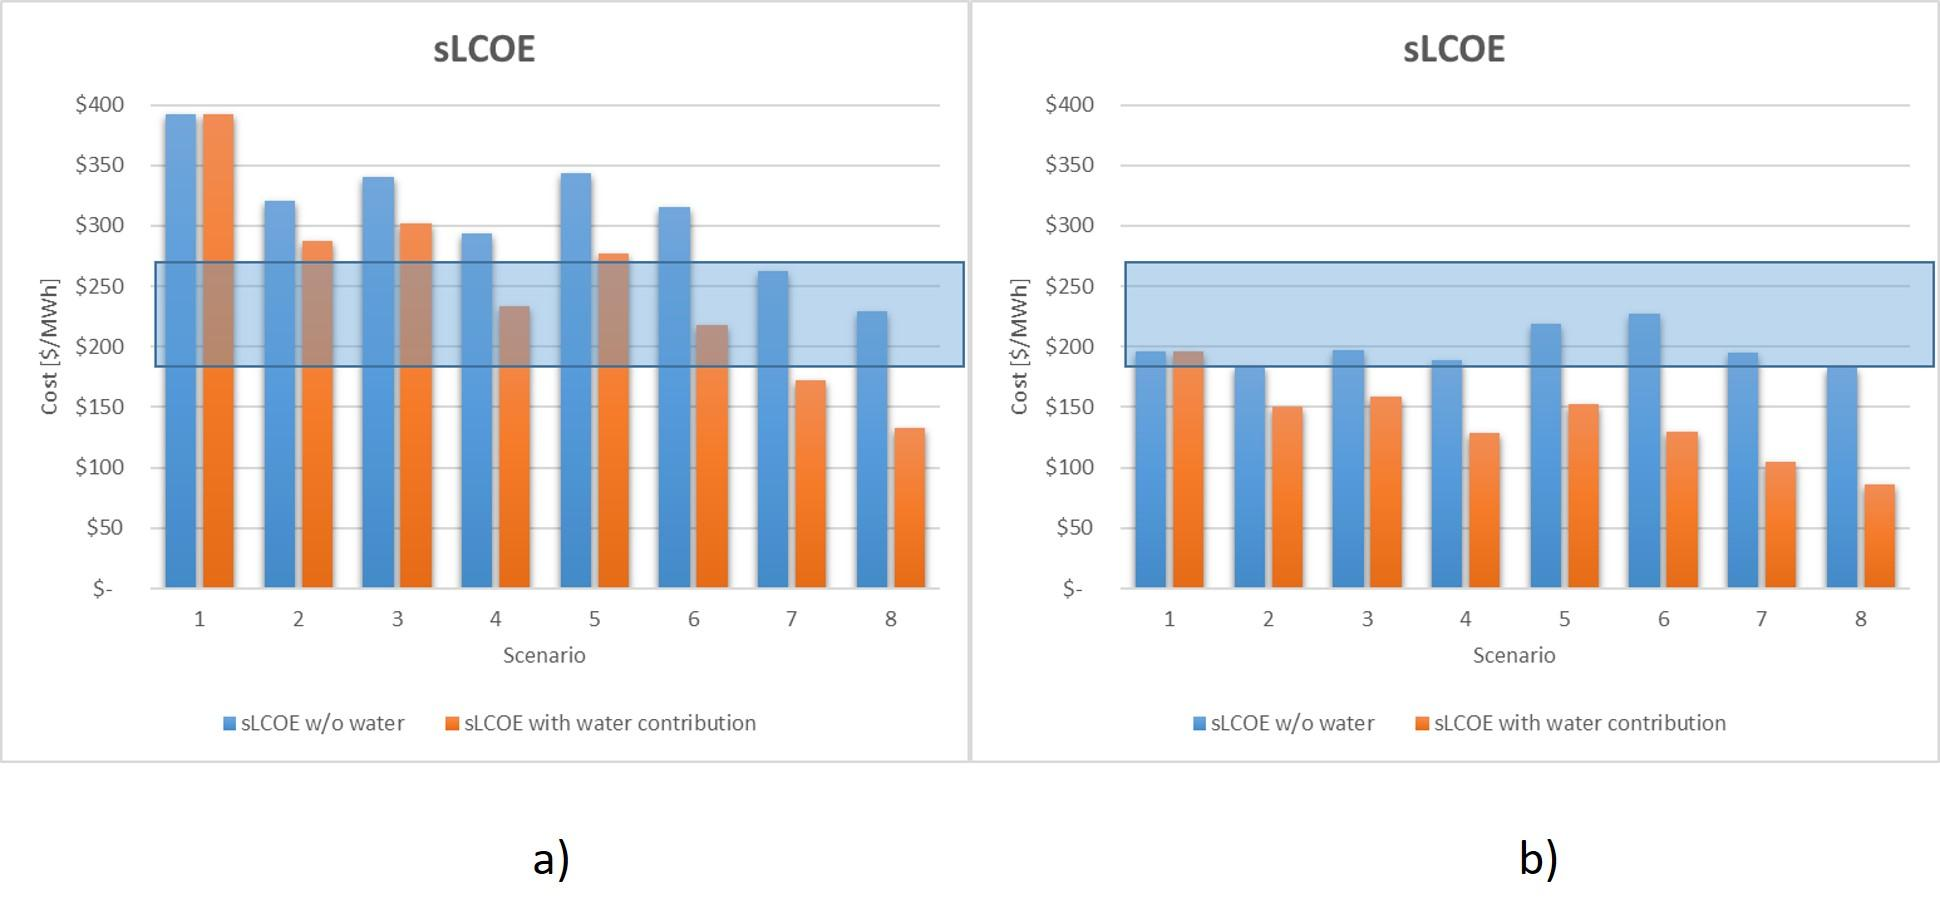 sLCOE
$400
$350
$300
$250
$200
$150
$100
$50
$-
Cost [$/MWh]
1 2 3 4 5 6 7 8
Scenario
sLCOE w/o water sLCOE with water contribution
a)
sLCOE
$400
$350
$300
$250
$200
$150
$100
$50
$-
Cost [$/MWh]
1 2 3 4 5 6 7 8
Scenario
sLCOE w/o water sLCOE with water contribution
b)